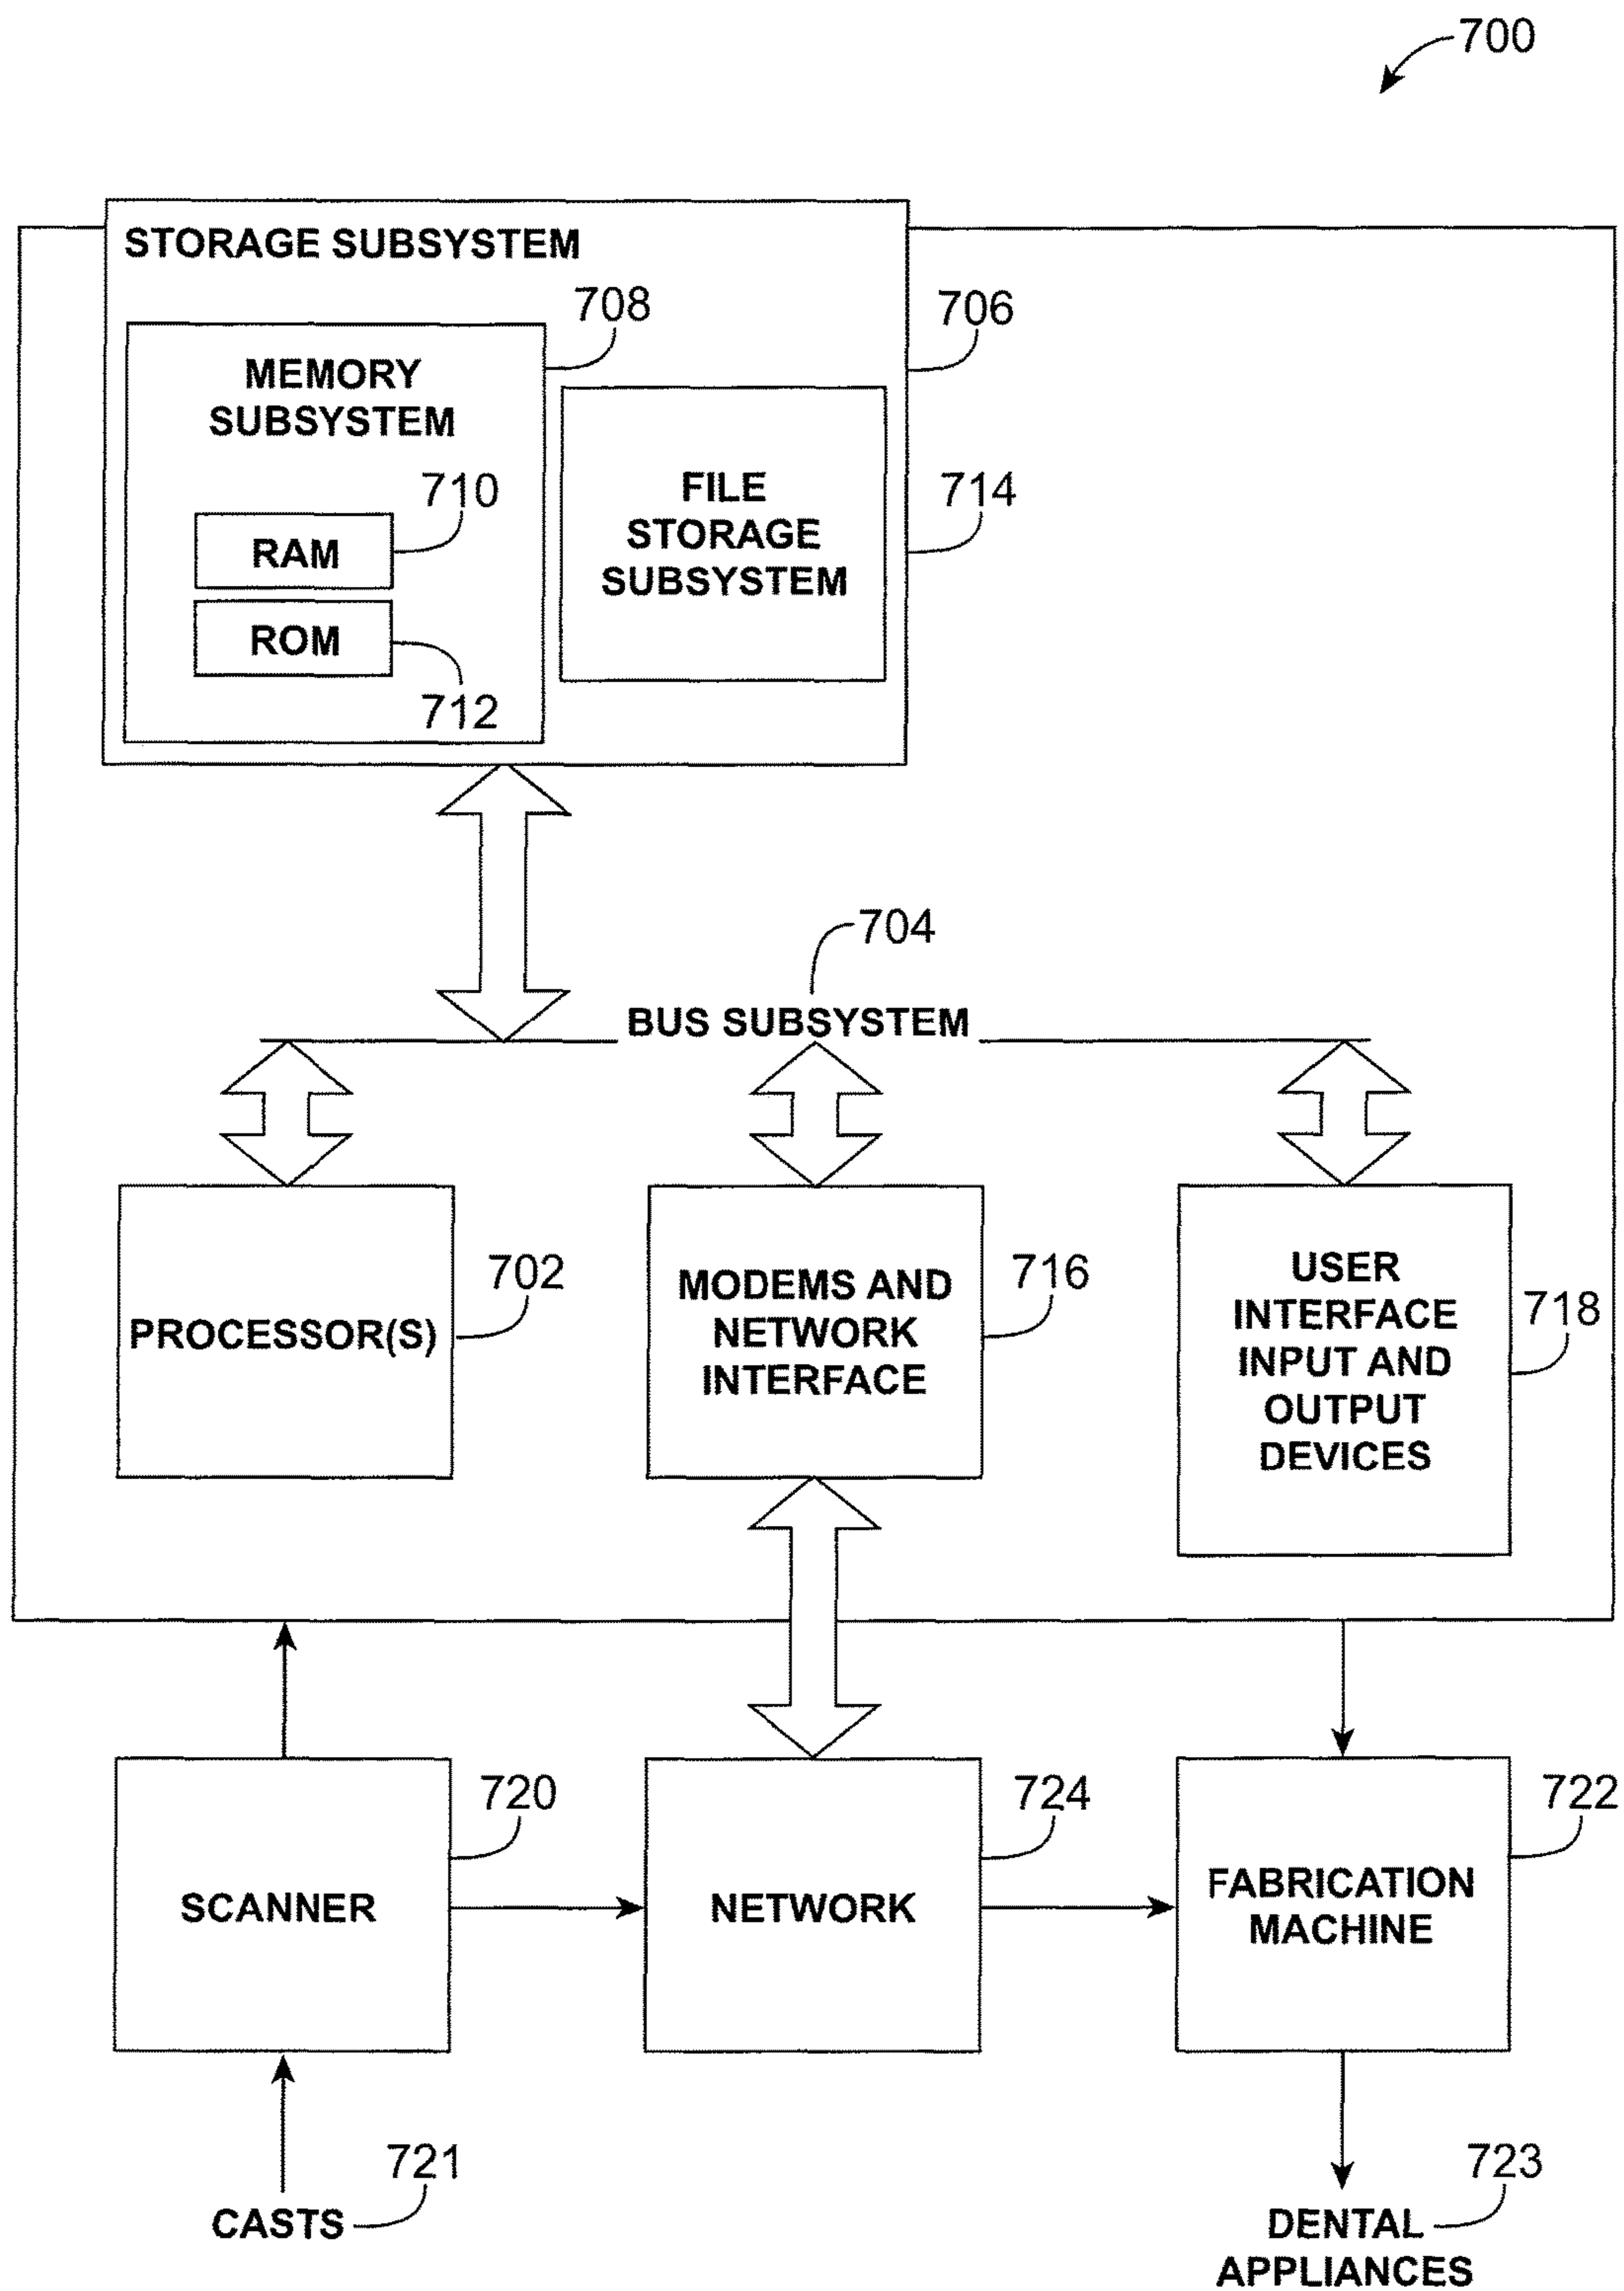 700
STORAGE SUBSYSTEM
708
706
MEMORY
SUBSYSTEM
710
RAM
ROM
712
FILE
STORAGE
SUBSYSTEM
714
704
BUS SUBSYSTEM
PROCESSOR(S)
702
MODEMS AND
NETWORK
INTERFACE
716
USER
INTERFACE
INPUT AND
OUTPUT
DEVICES
718
SCANNER
720
NETWORK
724
FABRICATION
MACHINE
722
CASTS
721
DENTAL
APPLIANCES
723